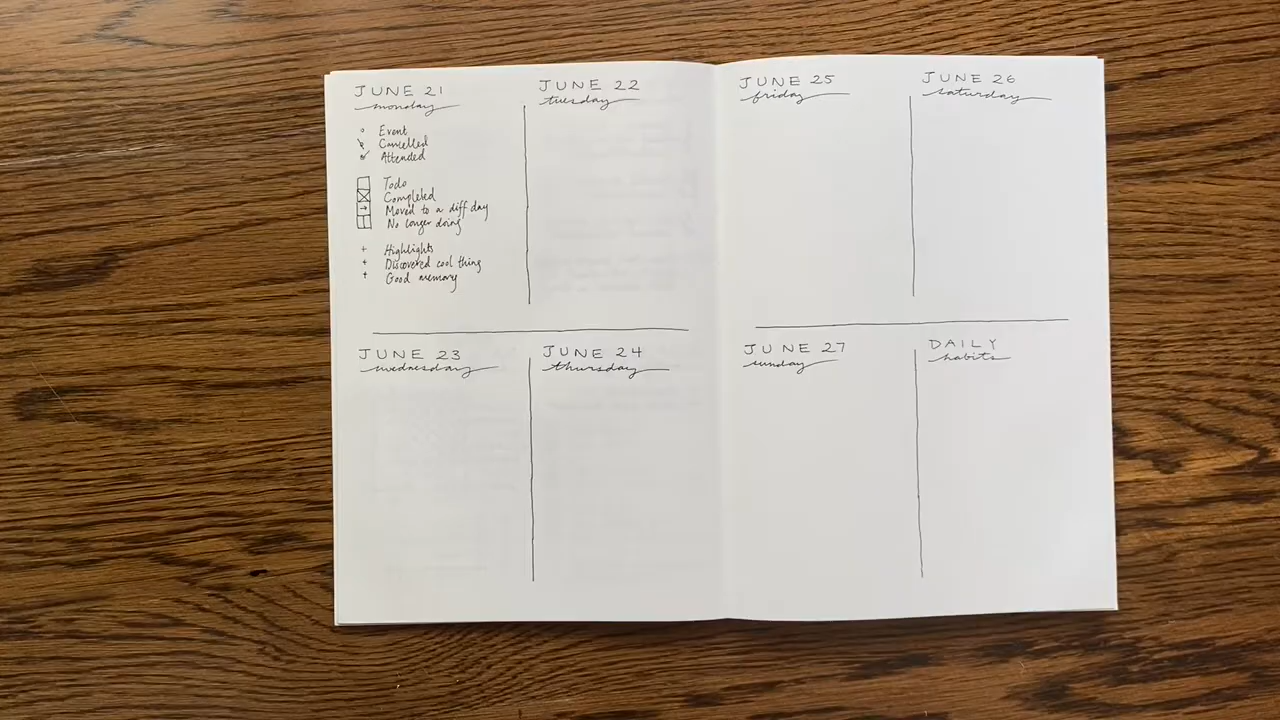 JUNE 21
monday
Event
Cancelled
Attended
Todo
Completed
Moved to a diff day
No longer doing
+ Highlights
+ Discovered cool thing
+ Good memory
JUNE 22
tuesday
JUNE 23
wednesday
JUNE 24
thursday
JUNE 25
friday
JUNE 26
saturday
JUNE 27
sunday
DAILY
habits